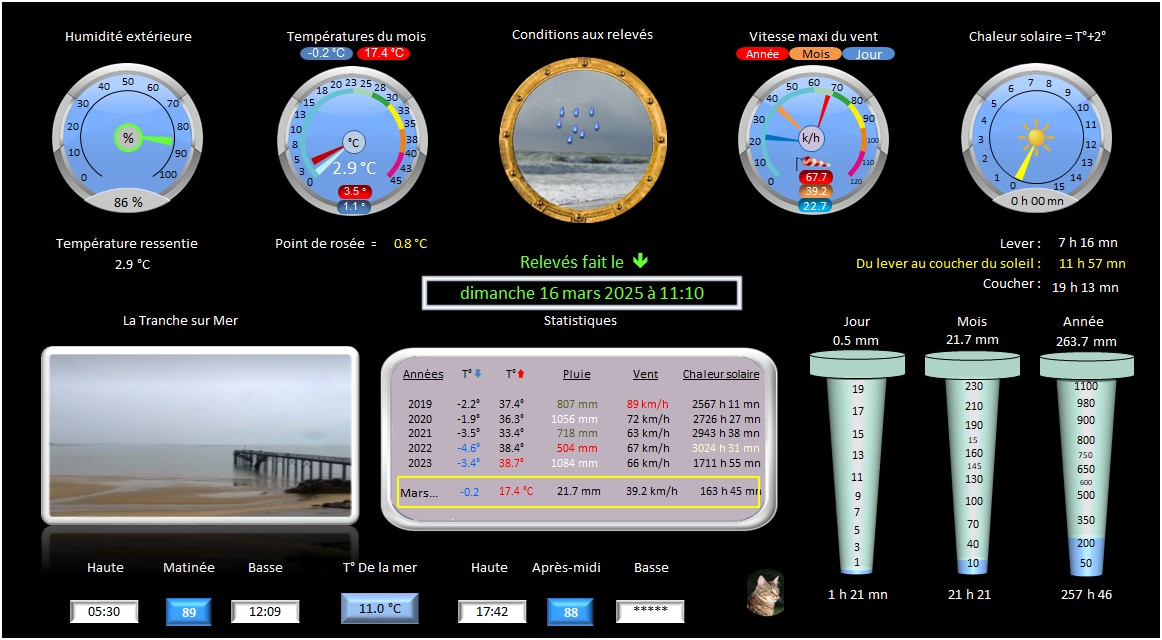 Humidité extérieure
Températures du mois
Conditions aux relevés
Vitesse maxi du vent
Chaleur solaire = T°+2°
-0.2 °C 17.4 °C
Année Mois Jour
0 10 20 30 40 50 60 70 80 90 100
%
86 %
0 3 5 8 10 13 15 18 20 23 25 28 30 33 35 38 40 43 45
°C
2.9 °C
3.5 °
1.1 °
0 10 20 30 40 50 60 70 80 90 100 110 120
k/h
67.7
39.2
22.7
0 1 2 3 4 5 6 7 8 9 10 11 12 13 14 15
0 h 00 mn
Température ressentie
2.9 °C
Point de rosée = 0.8 °C
Lever : 7 h 16 mn
Du lever au coucher du soleil : 11 h 57 mn
Coucher : 19 h 13 mn
Relevés fait le
dimanche 16 mars 2025 à 11:10
La Tranche sur Mer
Statistiques
Années T° T° Pluie Vent Chaleur solaire
2019 -2.2° 37.4° 807 mm 89 km/h 2567 h 11 mn
2020 -1.9° 36.3° 1056 mm 72 km/h 2726 h 27 mn
2021 -3.5° 33.4° 718 mm 63 km/h 2943 h 38 mn
2022 -4.6° 38.4° 504 mm 67 km/h 3024 h 31 mn
2023 -3.4° 38.7° 1084 mm 66 km/h 1711 h 55 mn
Mars... -0.2 17.4 °C 21.7 mm 39.2 km/h 163 h 45 mn
Jour
0.5 mm
19
17
15
13
11
9
7
5
3
1
1 h 21 mn
Mois
21.7 mm
230
210
190
15
160
145
130
100
70
40
10
21 h 21
Année
263.7 mm
1100
980
900
800
750
650
600
500
350
200
50
257 h 46
Haute Matinée Basse
05:30 89 12:09
T° De la mer
11.0 °C
Haute Après-midi Basse
17:42 88 *****